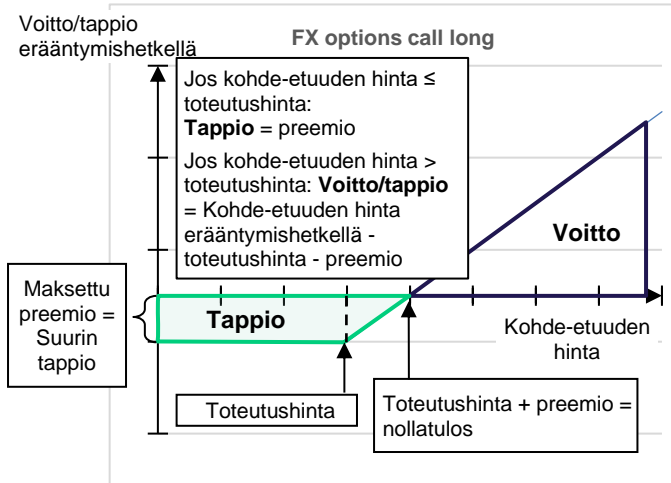 Voitto/tappio
erääntymishetkellä
FX options call long
Jos kohde-etuuden hinta ≤
toteutushinta:
Tappio = preemio
Jos kohde-etuuden hinta >
toteutushinta: Voitto/tappio
= Kohde-etuuden hinta
erääntymishetkellä -
toteutushinta - preemio
Voitto
Maksettu
preemio =
Suurin
tappio
Tappio
Kohde-etuuden
hinta
Toteutushinta
Toteutushinta + preemio =
nollatulos